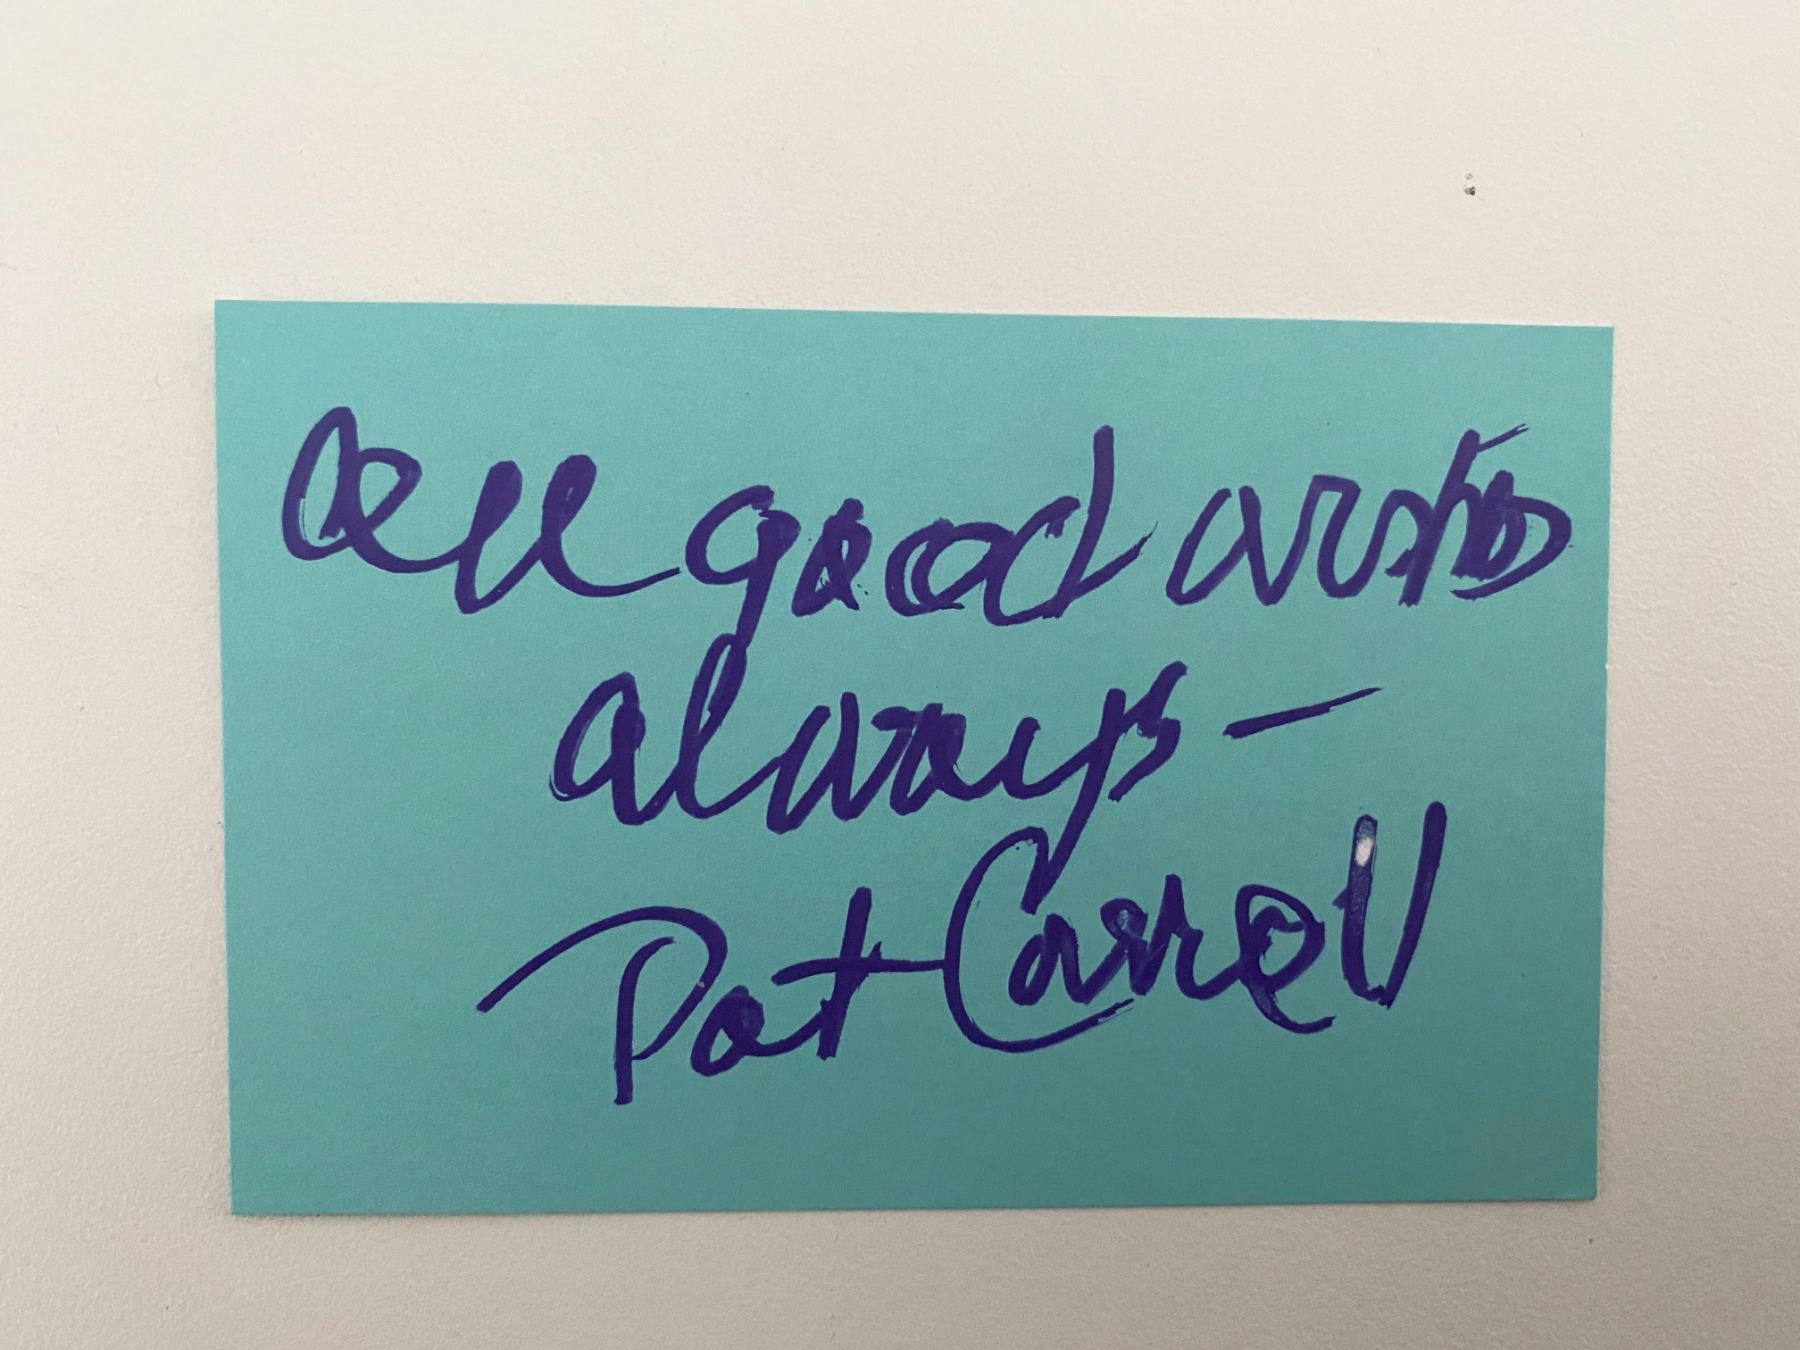 All good wishes
always —
Pat Carroll